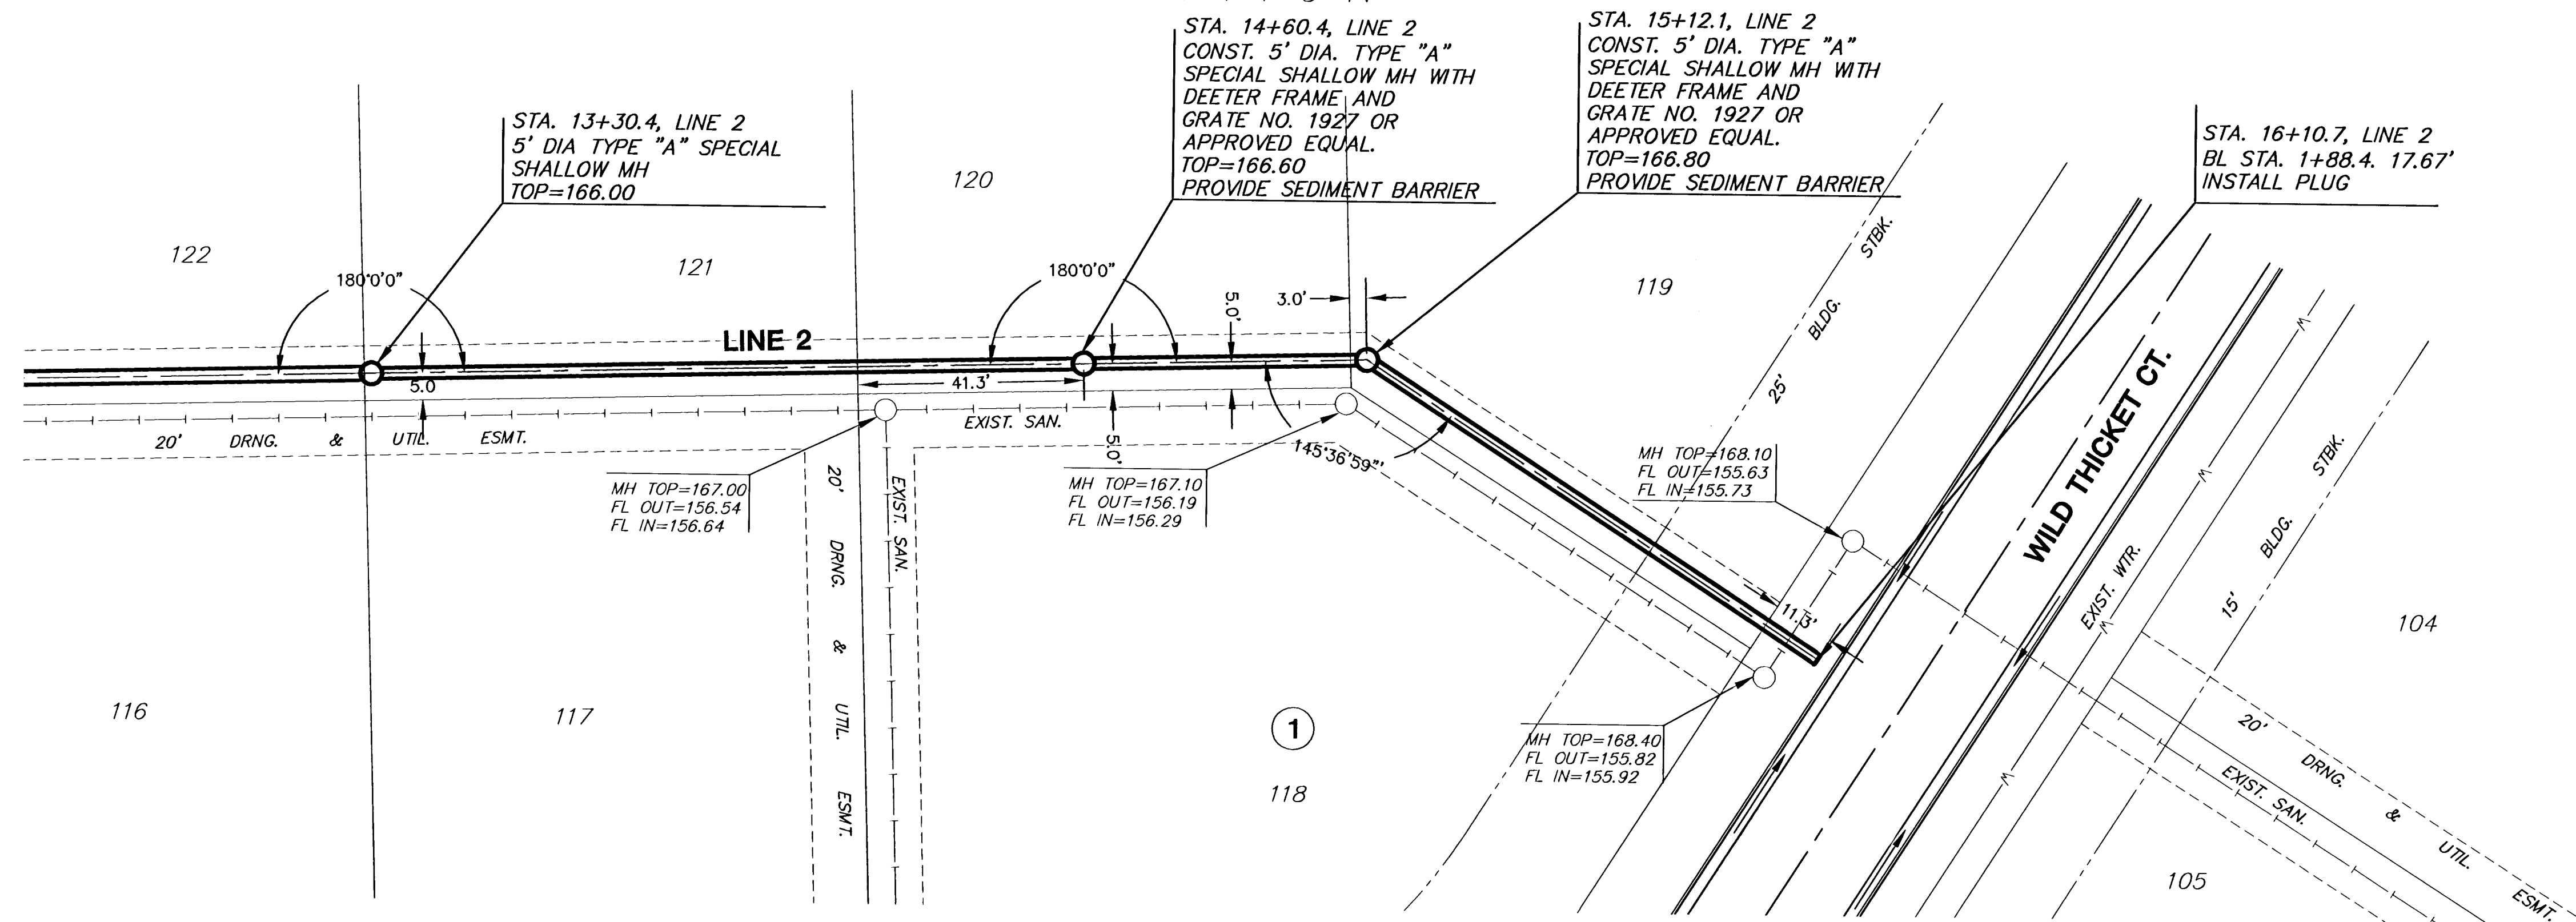 STA. 13+30.4, LINE 2
5' DIA TYPE "A" SPECIAL
SHALLOW MH
TOP=166.00
STA. 14+60.4, LINE 2
CONST. 5' DIA. TYPE "A"
SPECIAL SHALLOW MH WITH
DEETER FRAME AND
GRATE NO. 1927 OR
APPROVED EQUAL.
TOP=166.60
PROVIDE SEDIMENT BARRIER
STA. 15+12.1, LINE 2
CONST. 5' DIA. TYPE "A"
SPECIAL SHALLOW MH WITH
DEETER FRAME AND
GRATE NO. 1927 OR
APPROVED EQUAL.
TOP=166.80
PROVIDE SEDIMENT BARRIER
STA. 16+10.7, LINE 2
BL STA. 1+88.4. 17.67'
INSTALL PLUG
122
121
120
119
180°0'0"
180°0'0"
3.0'
5.0'
LINE 2
5.0
41.3'
5.0'
145°36'59"
20' DRNG. & UTIL. ESMT.
EXIST. SAN.
MH TOP=167.00
FL OUT=156.54
FL IN=156.64
MH TOP=167.10
FL OUT=156.19
FL IN=156.29
MH TOP=168.10
FL OUT=155.63
FL IN=155.73
MH TOP=168.40
FL OUT=155.82
FL IN=155.92
20' DRNG. & UTIL. ESMT.
EXIST. SAN.
25' BLDG. STBK.
11.3'
WILD THICKET CT.
EXIST. WTR.
W
W
W
W
15' BLDG. STBK.
104
116
117
1
118
105
20' DRNG. & UTIL. ESMT.
EXIST. SAN.